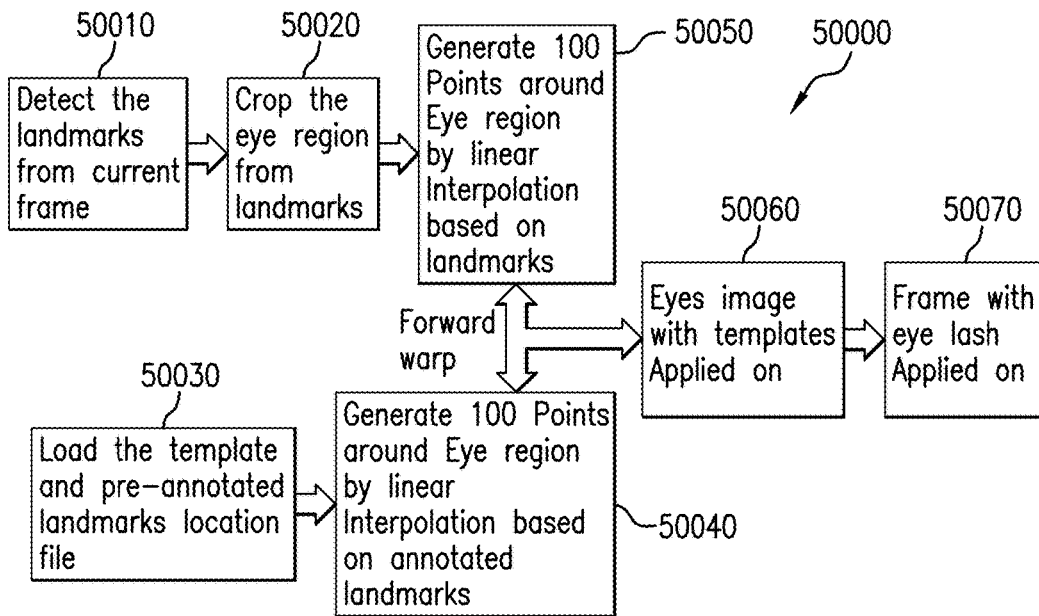 50010
50020
50050
50000
Detect the
landmarks
from current
frame
Crop the
eye region
from
landmarks
Generate 100
Points around
Eye region
by linear
Interpolation
based on
landmarks
50060
50070
Forward
warp
Eyes image
with templates
Applied on
Frame with
eye lash
Applied on
50030
Load the template
and pre-annotated
landmarks location
file
Generate 100 Points
around Eye region
by linear
Interpolation based
on annotated
landmarks
50040